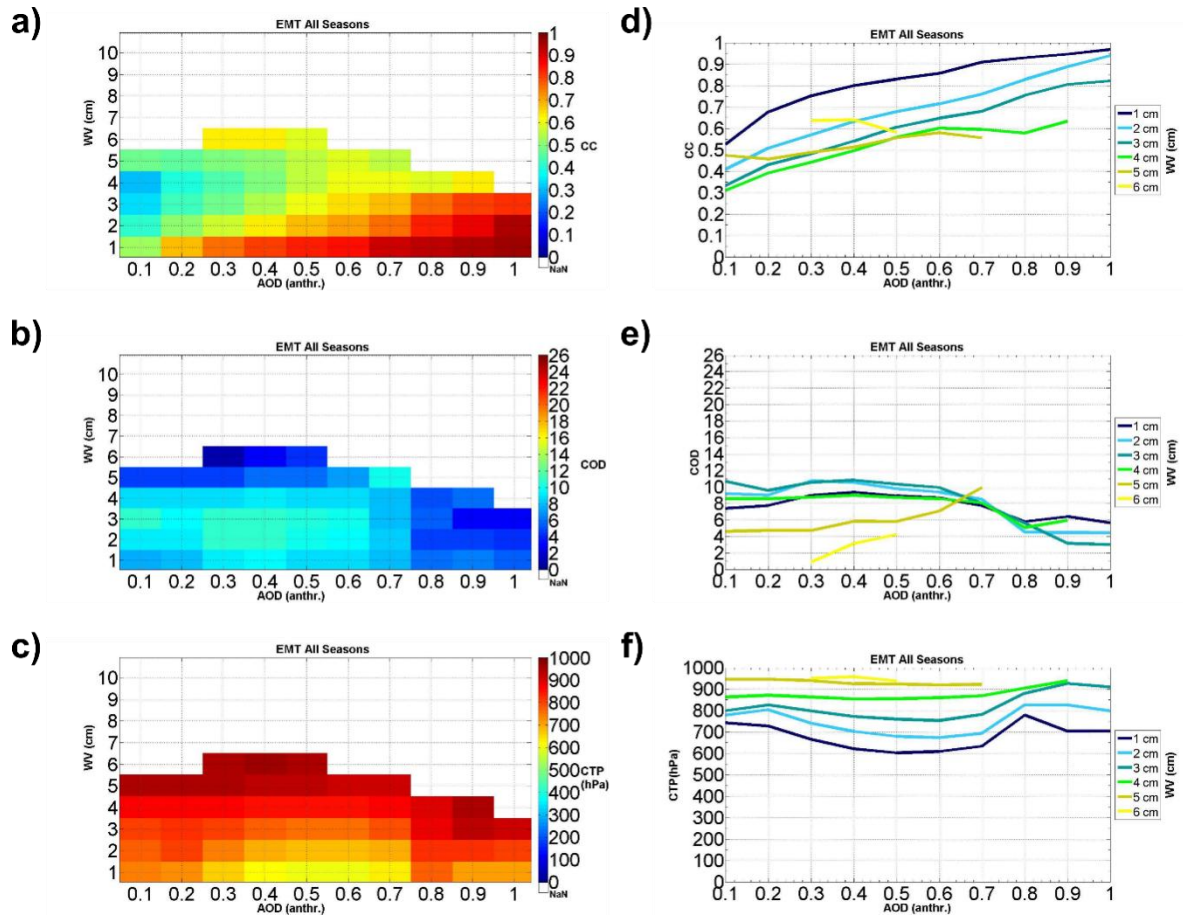 a)
EMT All Seasons
WV (cm)
10
9
8
7
6
5
4
3
2
1
0.1 0.2 0.3 0.4 0.5 0.6 0.7 0.8 0.9 1
AOD (anthr.)
1
0.9
0.8
0.7
0.6
0.5
0.4
0.3
0.2
0.1
0
CC
NaN
d)
EMT All Seasons
CC
1
0.9
0.8
0.7
0.6
0.5
0.4
0.3
0.2
0.1
0
0.1 0.2 0.3 0.4 0.5 0.6 0.7 0.8 0.9 1
AOD (anthr.)
1 cm
2 cm
3 cm
4 cm
5 cm
6 cm
WV (cm)
b)
EMT All Seasons
WV (cm)
10
9
8
7
6
5
4
3
2
1
0.1 0.2 0.3 0.4 0.5 0.6 0.7 0.8 0.9 1
AOD (anthr.)
26
24
22
20
18
16
14
12
10
8
6
4
2
0
COD
NaN
e)
EMT All Seasons
COD
26
24
22
20
18
16
14
12
10
8
6
4
2
0
0.1 0.2 0.3 0.4 0.5 0.6 0.7 0.8 0.9 1
AOD (anthr.)
1 cm
2 cm
3 cm
4 cm
5 cm
6 cm
WV (cm)
c)
EMT All Seasons
WV (cm)
10
9
8
7
6
5
4
3
2
1
0.1 0.2 0.3 0.4 0.5 0.6 0.7 0.8 0.9 1
AOD (anthr.)
1000
900
800
700
600
500
400
300
200
100
0
CTP
(hPa)
NaN
f)
EMT All Seasons
CTP(hPa)
1000
900
800
700
600
500
400
300
200
100
0
0.1 0.2 0.3 0.4 0.5 0.6 0.7 0.8 0.9 1
AOD (anthr.)
1 cm
2 cm
3 cm
4 cm
5 cm
6 cm
WV (cm)